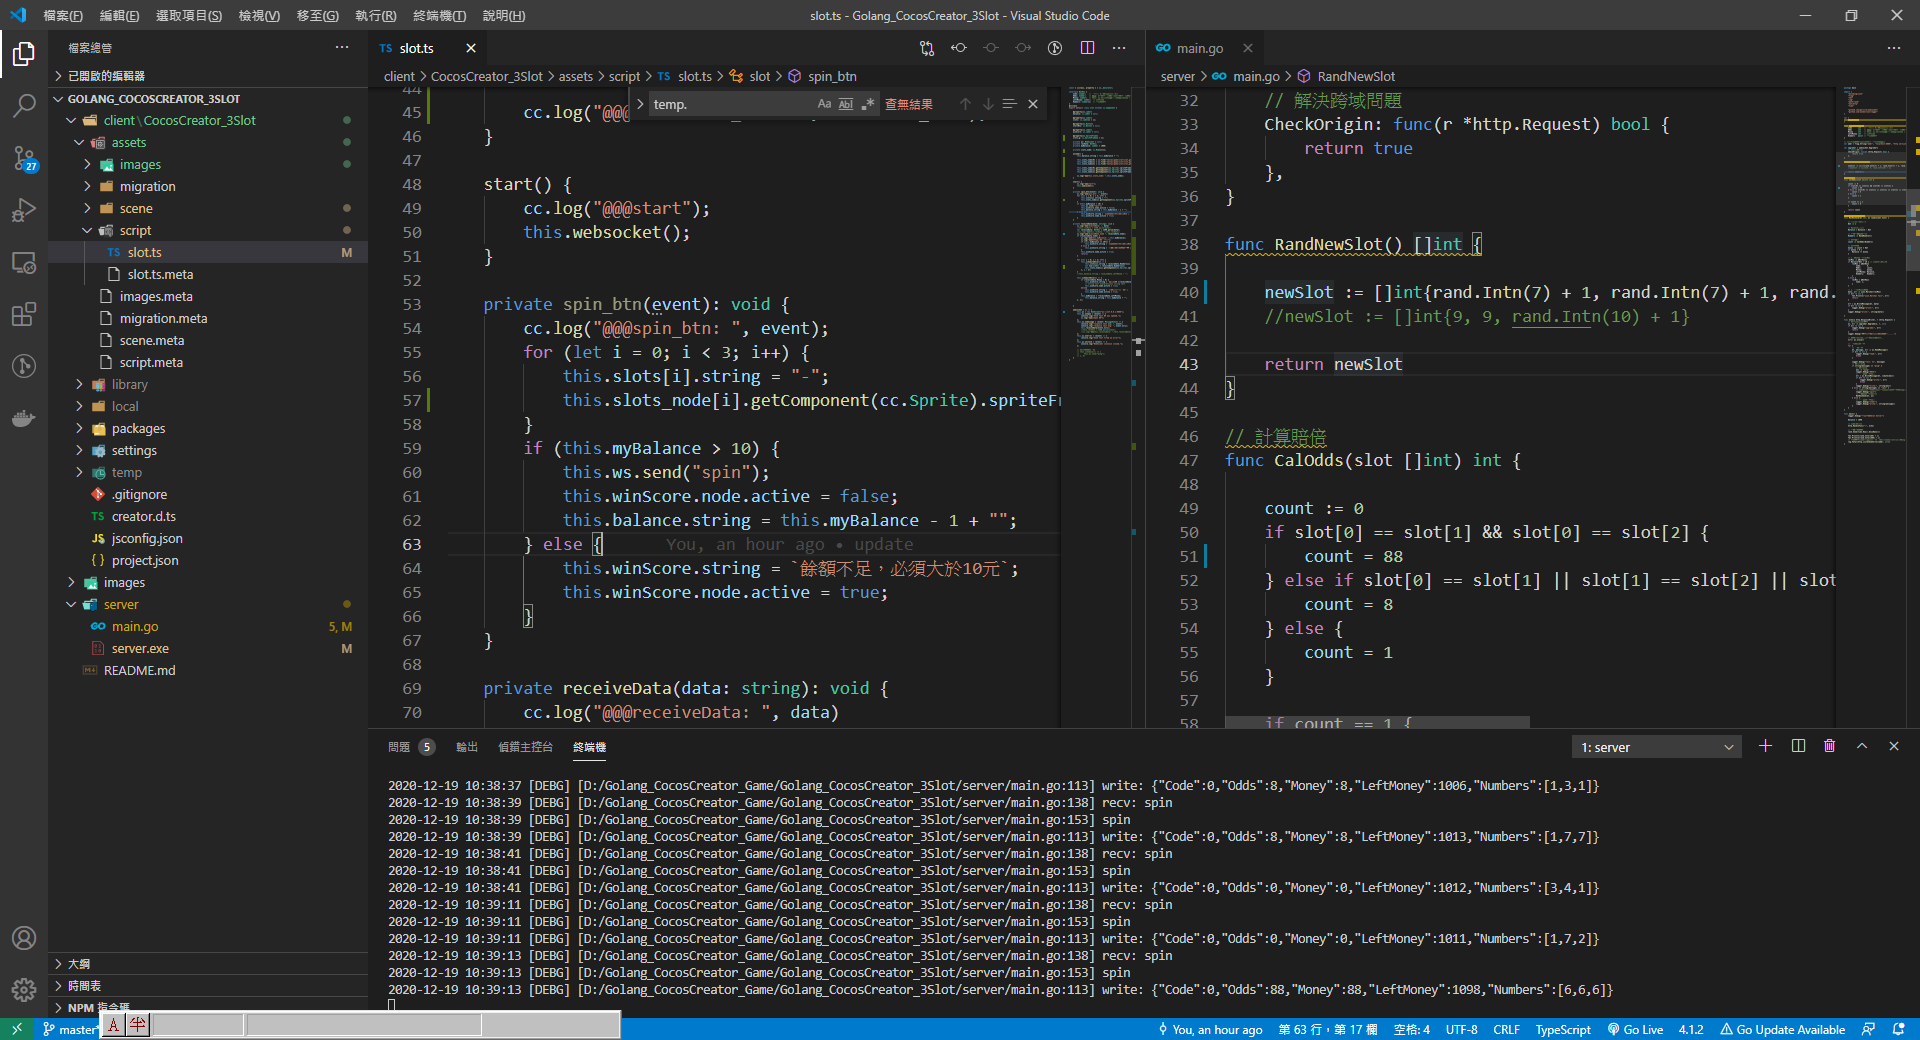 檔案(F) 編輯(E) 選取項目(S) 檢視(V) 移至(G) 執行(R) 終端機(T) 說明(H)
slot.ts - Golang_CocosCreator_3Slot - Visual Studio Code
檔案總管
已開啟的編輯器
GOLANG_COCOSCREATOR_3SLOT
client\CocosCreator_3Slot
assets
images
migration
scene
script
TS slot.ts M
slot.ts.meta
images.meta
migration.meta
scene.meta
script.meta
library
local
packages
settings
temp
.gitignore
TS creator.d.ts
JS jsconfig.json
{} project.json
images
server
main.go 5, M
server.exe M
README.md
大綱
時間表
NPM 指令碼
27
TS slot.ts
client > CocosCreator_3Slot > assets > script > TS slot.ts > slot > spin_btn
temp.
Aa Abl .*
查無結果
44
45 cc.log("@@@
46 }
47
48 start() {
49 cc.log("@@@start");
50 this.websocket();
51 }
52
53 private spin_btn(event): void {
54 cc.log("@@@spin_btn: ", event);
55 for (let i = 0; i < 3; i++) {
56 this.slots[i].string = "-";
57 this.slots_node[i].getComponent(cc.Sprite).spriteFr
58 }
59 if (this.myBalance > 10) {
60 this.ws.send("spin");
61 this.winScore.node.active = false;
62 this.balance.string = this.myBalance - 1 + "";
63 } else { You, an hour ago • update
64 this.winScore.string = `餘額不足，必須大於10元`;
65 this.winScore.node.active = true;
66 }
67 }
68
69 private receiveData(data: string): void {
70 cc.log("@@@receiveData: ", data)
main.go
server > main.go > RandNewSlot
32 // 解決跨域問題
33 CheckOrigin: func(r *http.Request) bool {
34 return true
35 },
36 }
37
38 func RandNewSlot() []int {
39
40 newSlot := []int{rand.Intn(7) + 1, rand.Intn(7) + 1, rand.
41 //newSlot := []int{9, 9, rand.Intn(10) + 1}
42
43 return newSlot
44 }
45
46 // 計算賠倍
47 func CalOdds(slot []int) int {
48
49 count := 0
50 if slot[0] == slot[1] && slot[0] == slot[2] {
51 count = 88
52 } else if slot[0] == slot[1] || slot[1] == slot[2] || slot
53 count = 8
54 } else {
55 count = 1
56 }
57
58 if count == 1 {
問題 5 輸出 偵錯主控台 終端機
1: server
2020-12-19 10:38:37 [DEBG] [D:/Golang_CocosCreator_Game/Golang_CocosCreator_3Slot/server/main.go:113] write: {"Code":0,"Odds":8,"Money":8,"LeftMoney":1006,"Numbers":[1,3,1]}
2020-12-19 10:38:39 [DEBG] [D:/Golang_CocosCreator_Game/Golang_CocosCreator_3Slot/server/main.go:138] recv: spin
2020-12-19 10:38:39 [DEBG] [D:/Golang_CocosCreator_Game/Golang_CocosCreator_3Slot/server/main.go:153] spin
2020-12-19 10:38:39 [DEBG] [D:/Golang_CocosCreator_Game/Golang_CocosCreator_3Slot/server/main.go:113] write: {"Code":0,"Odds":8,"Money":8,"LeftMoney":1013,"Numbers":[1,7,7]}
2020-12-19 10:38:41 [DEBG] [D:/Golang_CocosCreator_Game/Golang_CocosCreator_3Slot/server/main.go:138] recv: spin
2020-12-19 10:38:41 [DEBG] [D:/Golang_CocosCreator_Game/Golang_CocosCreator_3Slot/server/main.go:153] spin
2020-12-19 10:38:41 [DEBG] [D:/Golang_CocosCreator_Game/Golang_CocosCreator_3Slot/server/main.go:113] write: {"Code":0,"Odds":0,"Money":0,"LeftMoney":1012,"Numbers":[3,4,1]}
2020-12-19 10:39:11 [DEBG] [D:/Golang_CocosCreator_Game/Golang_CocosCreator_3Slot/server/main.go:138] recv: spin
2020-12-19 10:39:11 [DEBG] [D:/Golang_CocosCreator_Game/Golang_CocosCreator_3Slot/server/main.go:153] spin
2020-12-19 10:39:11 [DEBG] [D:/Golang_CocosCreator_Game/Golang_CocosCreator_3Slot/server/main.go:113] write: {"Code":0,"Odds":0,"Money":0,"LeftMoney":1011,"Numbers":[1,7,2]}
2020-12-19 10:39:13 [DEBG] [D:/Golang_CocosCreator_Game/Golang_CocosCreator_3Slot/server/main.go:138] recv: spin
2020-12-19 10:39:13 [DEBG] [D:/Golang_CocosCreator_Game/Golang_CocosCreator_3Slot/server/main.go:153] spin
2020-12-19 10:39:13 [DEBG] [D:/Golang_CocosCreator_Game/Golang_CocosCreator_3Slot/server/main.go:113] write: {"Code":0,"Odds":88,"Money":88,"LeftMoney":1098,"Numbers":[6,6,6]}
master* A 半
You, an hour ago 第 63 行，第 17 欄 空格: 4 UTF-8 CRLF TypeScript Go Live 4.1.2 Go Update Available